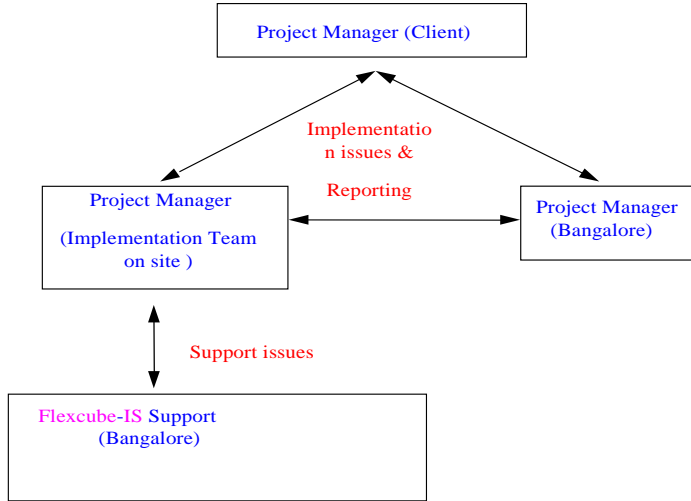 Project Manager (Client)
Implementatio
n issues &
Reporting
Project Manager
(Implementation Team
on site )
Project Manager
(Bangalore)
Support issues
Flexcube-IS Support
(Bangalore)